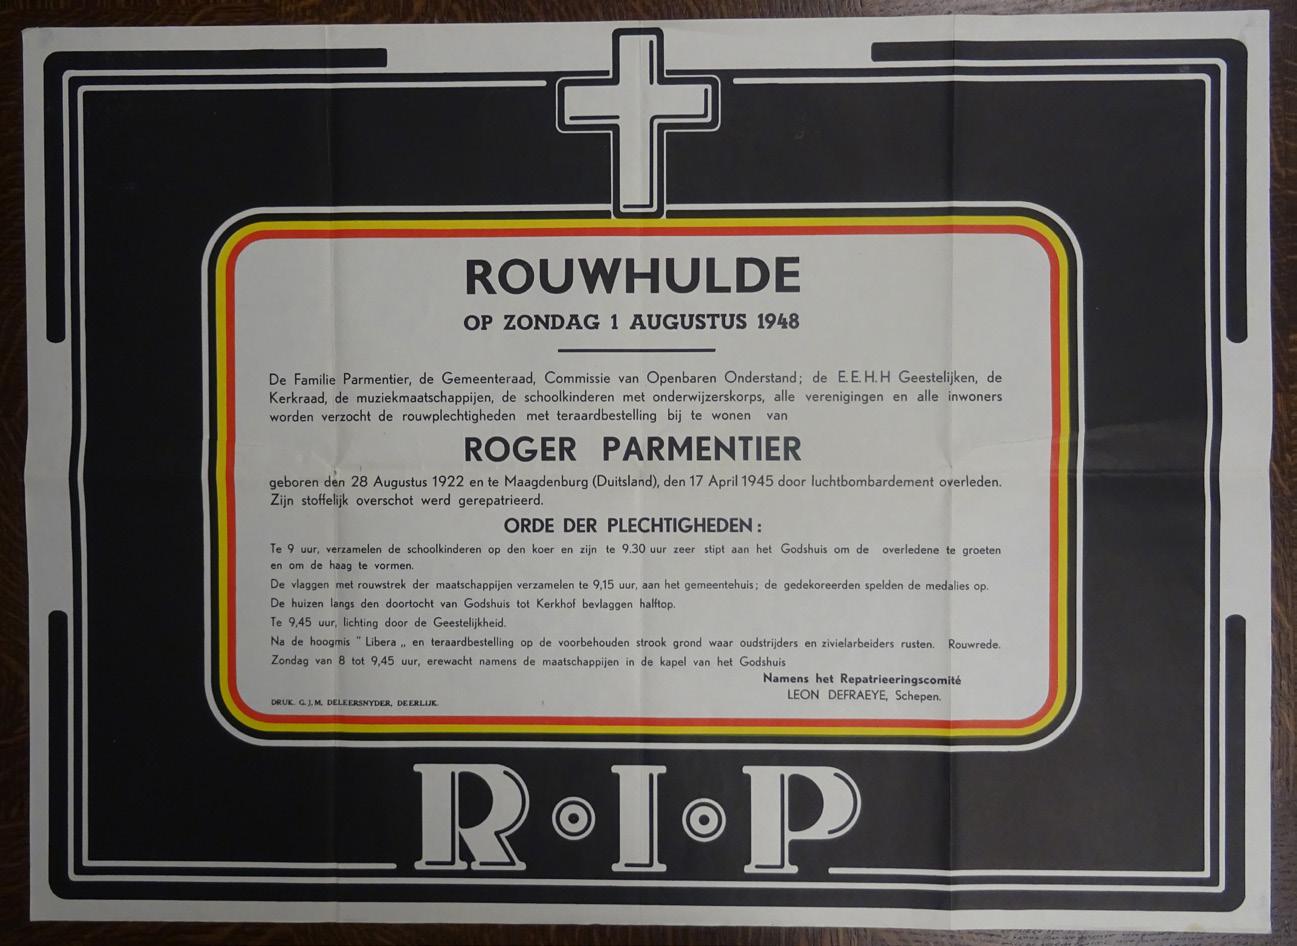 ROUWHULDE
OP ZONDAG 1 AUGUSTUS 1948
De Familie Parmentier, de Gemeenteraad, Commissie van Openbaren Onderstand; de E.E.H.H Geestelijken, de
Kerkraad, de muziekmaatschappijen, de schoolkinderen met onderwijzerskorps, alle verenigingen en alle inwoners
worden verzocht de rouwplechtigheden met teraardbestelling bij te wonen van
ROGER PARMENTIER
geboren den 28 Augustus 1922 en te Maagdenburg (Duitsland), den 17 April 1945 door luchtbombardement overleden.
Zijn stoffelijk overschot werd gerepatrieerd.
ORDE DER PLECHTIGHEDEN:
Te 9 uur, verzamelen de schoolkinderen op den koer en zijn te 9.30 uur zeer stipt aan het Godshuis om de overledene te groeten
en om de haag te vormen.
De vlaggen met rouwstrek der maatschappijen verzamelen te 9,15 uur, aan het gemeentehuis; de gedekoreerden spelden de medalies op.
De huizen langs den doortocht van Godshuis tot Kerkhof bevlaggen halftop.
Te 9,45 uur, lichting door de Geestelijkheid.
Na de hoogmis " Libera „ en teraardbestelling op de voorbehouden strook grond waar oudstrijders en zivielarbeiders rusten. Rouwrede.
Zondag van 8 tot 9,45 uur, erewacht namens de maatschappijen in de kapel van het Godshuis
Namens het Repatrieeringscomité
LEON DEFRAEYE, Schepen.
DRUK. G.J.M. DELEERSNYDER, DEERLIJK.
R·I·P